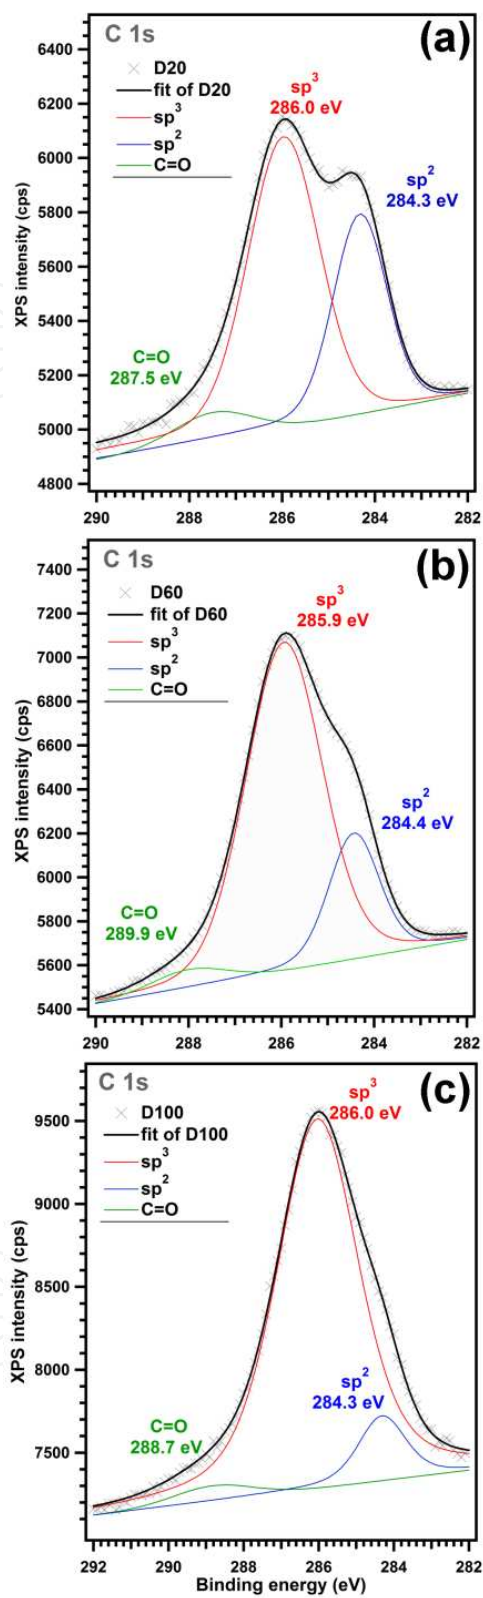 C 1s
(a)
D20
fit of D20
sp³
sp²
C=O
sp³
286.0 eV
sp²
284.3 eV
C=O
287.5 eV
XPS intensity (cps)
6400
6200
6000
5800
5600
5400
5200
5000
4800
290
288
286
284
282
C 1s
(b)
D60
fit of D60
sp³
sp²
C=O
sp³
285.9 eV
sp²
284.4 eV
C=O
289.9 eV
XPS intensity (cps)
7400
7200
7000
6800
6600
6400
6200
6000
5800
5600
5400
290
288
286
284
282
C 1s
(c)
D100
fit of D100
sp³
sp²
C=O
sp³
286.0 eV
sp²
284.3 eV
C=O
288.7 eV
XPS intensity (cps)
9500
9000
8500
8000
7500
292
290
288
286
284
282
Binding energy (eV)